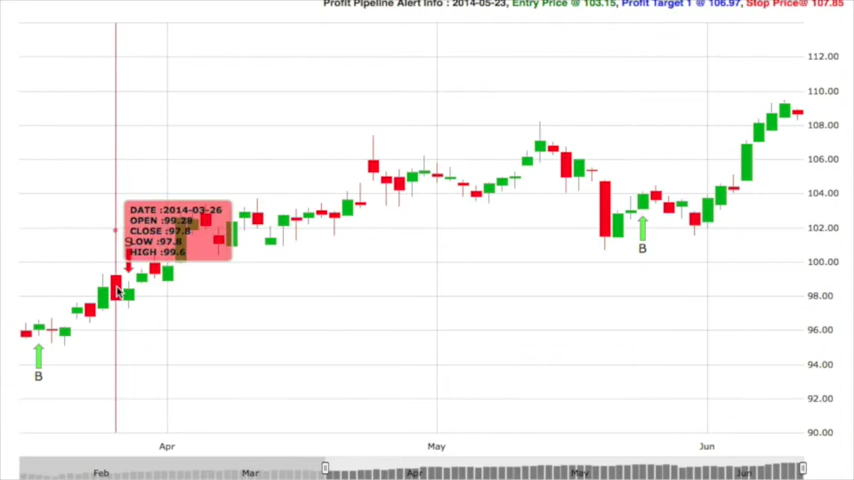 Profit Pipeline Alert Info : 2014-05-23, Entry Price @ 103.15, Profit Target 1 @ 106.97, Stop Price@ 107.85
112.00
110.00
108.00
106.00
104.00
102.00
100.00
98.00
96.00
94.00
92.00
90.00
DATE :2014-03-26
OPEN :99.28
CLOSE :97.8
LOW :97.8
HIGH :99.6
S
B
B
Apr
May
Jun
Feb
Mar
Apr
May
Jun